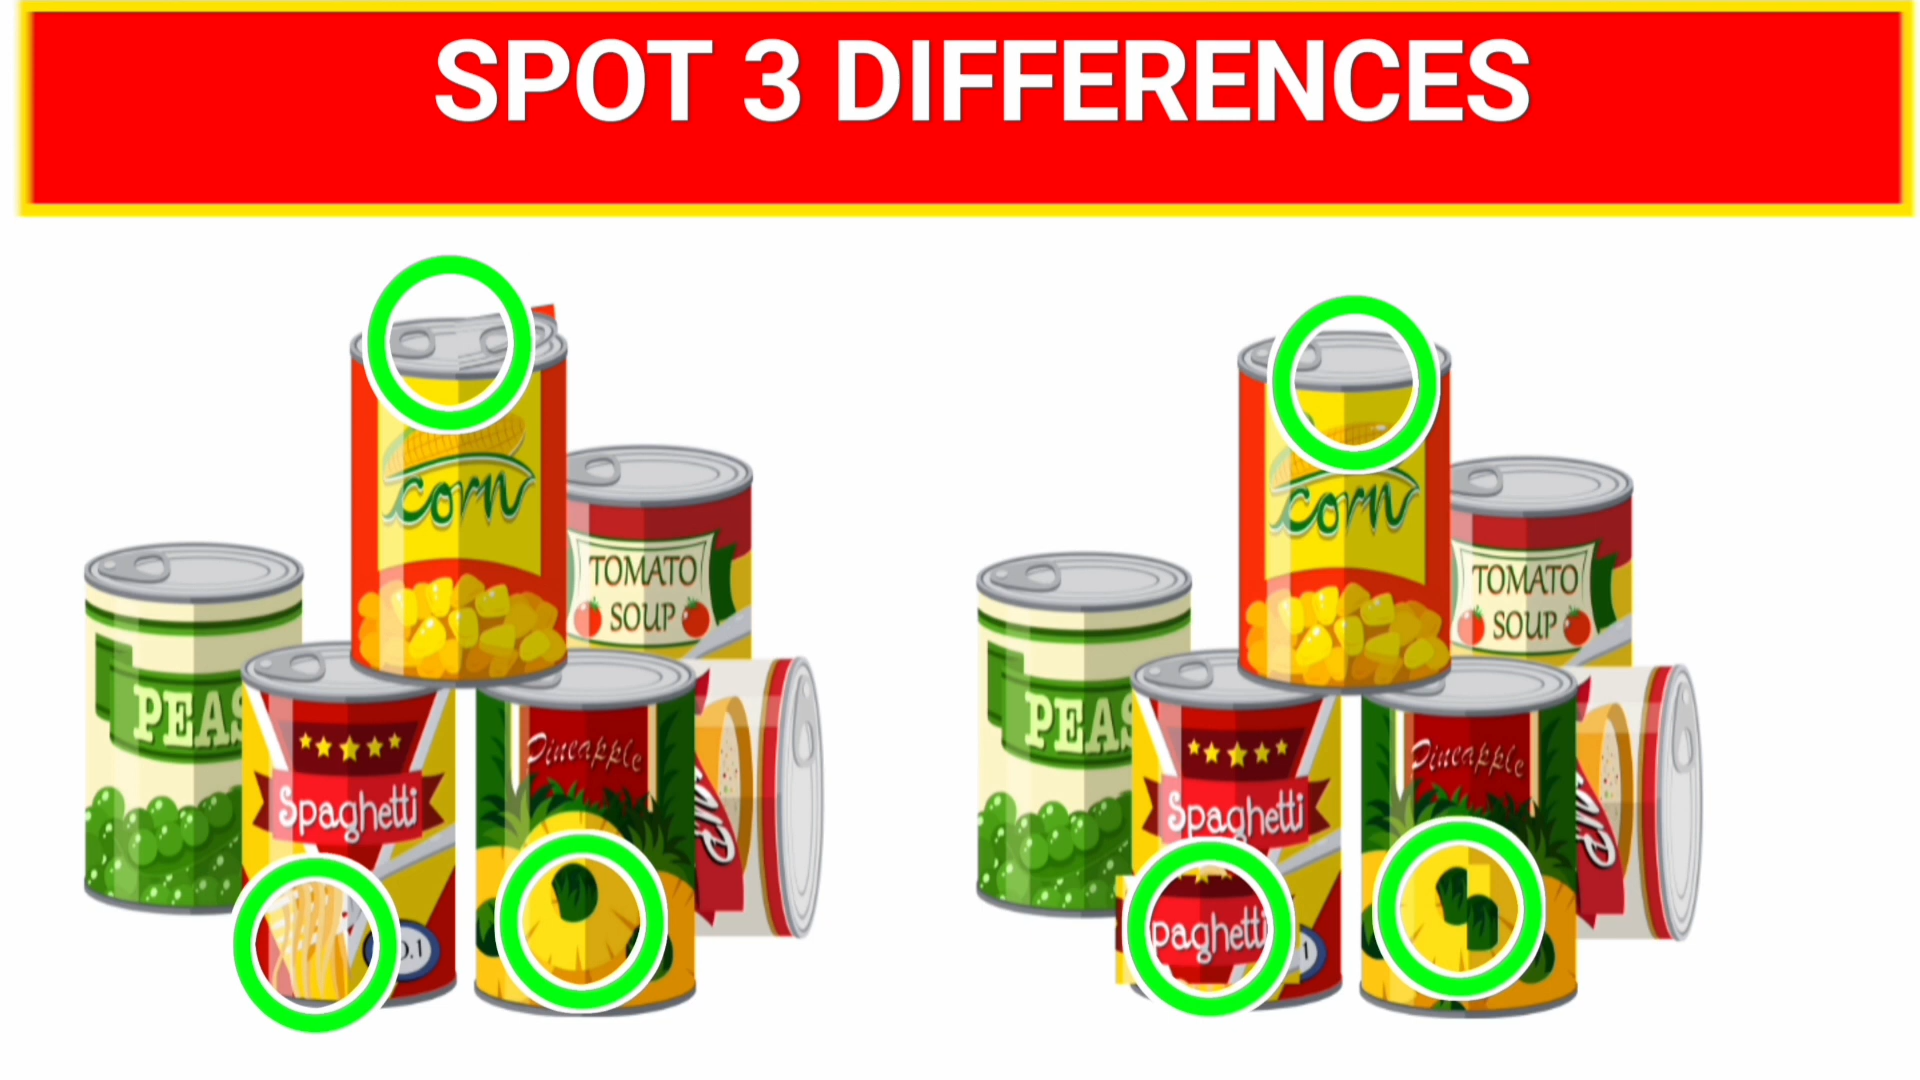 SPOT 3 DIFFERENCES
corn
TOMATO
SOUP
PEAS
Spaghetti
Pineapple
corn
TOMATO
SOUP
PEAS
Spaghetti
Pineapple
paghetti